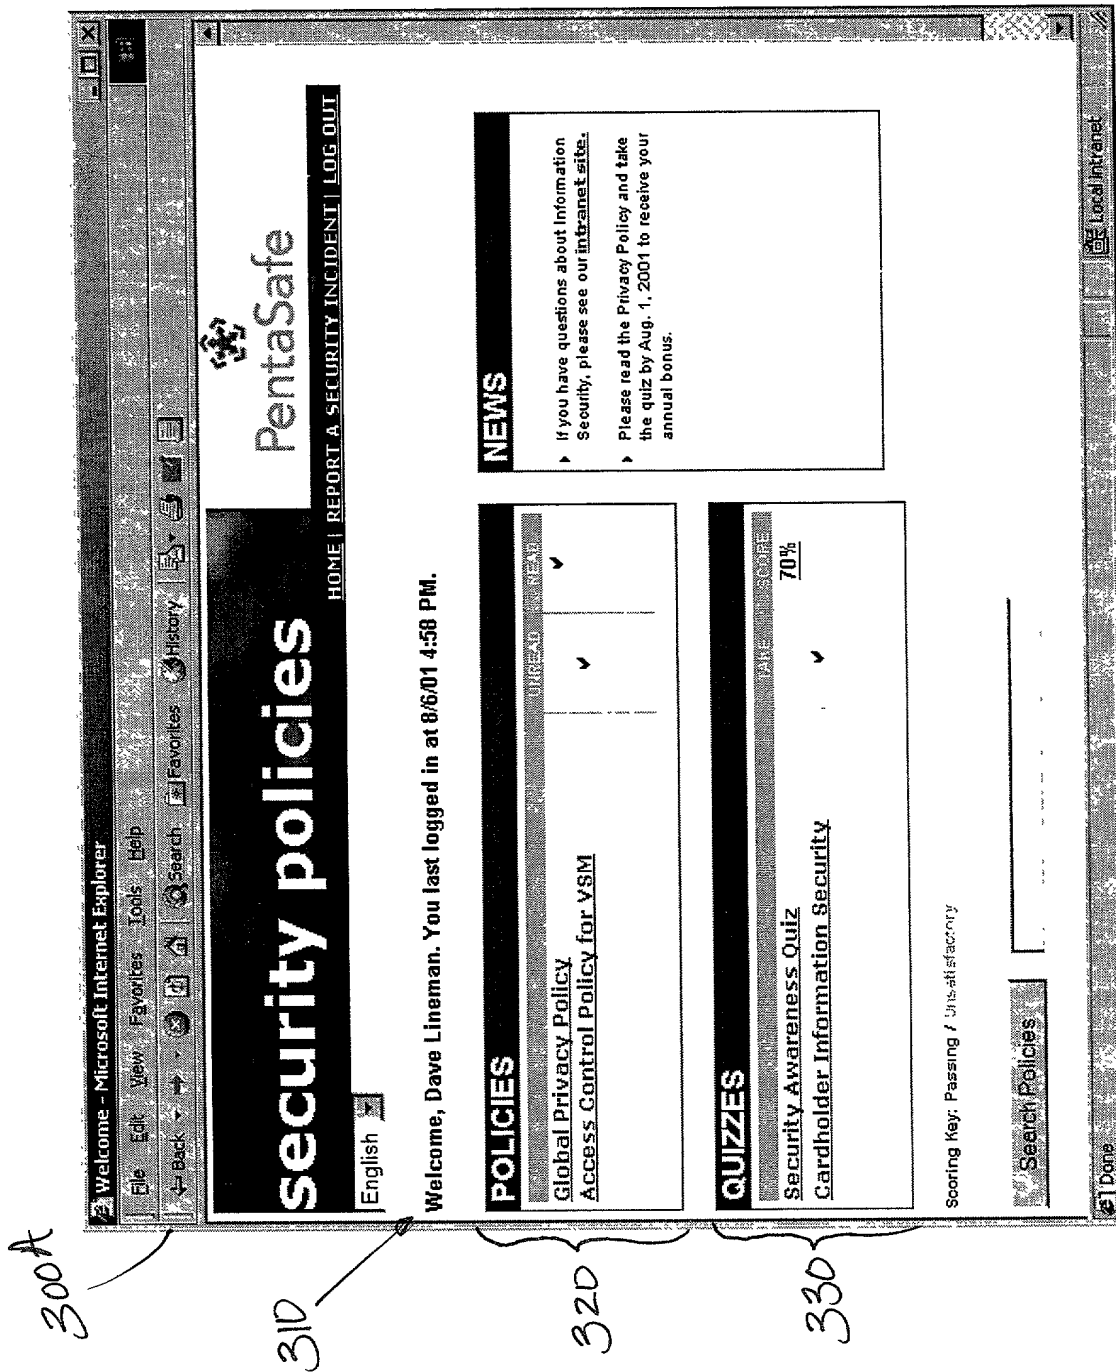 300A
Welcome - Microsoft Internet Explorer
File Edit View Favorites Tools Help
Back Search Favorites History
security policies
PentaSafe
HOME | REPORT A SECURITY INCIDENT | LOG OUT
English
310
Welcome, Dave Lineman. You last logged in at 8/6/01 4:58 PM.
320
POLICIES
UNREAD READ
Global Privacy Policy
Access Control Policy for VSM
NEWS
If you have questions about Information
Security, please see our intranet site.
Please read the Privacy Policy and take
the quiz by Aug. 1, 2001 to receive your
annual bonus.
330
QUIZZES
TAKE SCORE
Security Awareness Quiz 70%
Cardholder Information Security
Scoring Key: Passing / Unsatisfactory
Search Policies
Done Local intranet